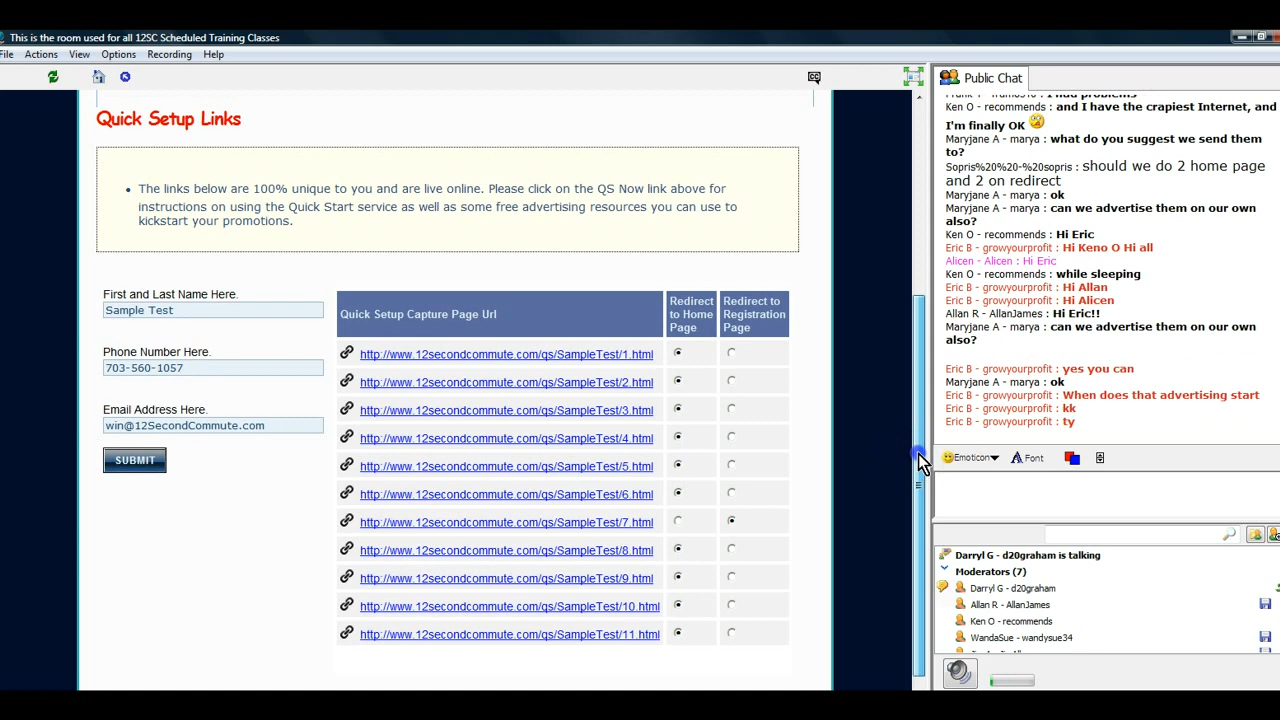 This is the room used for all 12SC Scheduled Training Classes
File Actions View Options Recording Help
CC
Public Chat
Quick Setup Links
• The links below are 100% unique to you and are live online. Please click on the QS Now link above for
instructions on using the Quick Start service as well as some free advertising resources you can use to
kickstart your promotions.
First and Last Name Here.
Sample Test
Phone Number Here.
703-560-1057
Email Address Here.
win@12SecondCommute.com
SUBMIT
Quick Setup Capture Page Url
Redirect
to Home
Page
Redirect to
Registration
Page
http://www.12secondcommute.com/qs/SampleTest/1.html
http://www.12secondcommute.com/qs/SampleTest/2.html
http://www.12secondcommute.com/qs/SampleTest/3.html
http://www.12secondcommute.com/qs/SampleTest/4.html
http://www.12secondcommute.com/qs/SampleTest/5.html
http://www.12secondcommute.com/qs/SampleTest/6.html
http://www.12secondcommute.com/qs/SampleTest/7.html
http://www.12secondcommute.com/qs/SampleTest/8.html
http://www.12secondcommute.com/qs/SampleTest/9.html
http://www.12secondcommute.com/qs/SampleTest/10.html
http://www.12secondcommute.com/qs/SampleTest/11.html
Ken O - recommends : and I have the crapiest Internet, and
I'm finally OK
Maryjane A - marya : what do you suggest we send them
to?
Sopris%20%20-%20sopris : should we do 2 home page
and 2 on redirect
Maryjane A - marya : ok
Maryjane A - marya : can we advertise them on our own
also?
Ken O - recommends : Hi Eric
Eric B - growyourprofit : Hi Keno O Hi all
Alicen - Alicen : Hi Eric
Ken O - recommends : while sleeping
Eric B - growyourprofit : Hi Allan
Eric B - growyourprofit : Hi Alicen
Allan R - AllanJames : Hi Eric!!
Maryjane A - marya : can we advertise them on our own
also?
Eric B - growyourprofit : yes you can
Maryjane A - marya : ok
Eric B - growyourprofit : When does that advertising start
Eric B - growyourprofit : kk
Eric B - growyourprofit : ty
Emoticon Font
Darryl G - d20graham is talking
Moderators (7)
Darryl G - d20graham
Allan R - AllanJames
Ken O - recommends
WandaSue - wandysue34